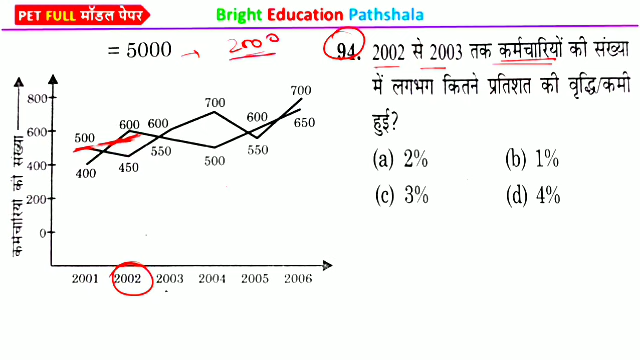 PET FULL मॉडल पेपर
Bright Education Pathshala
= 5000 → 2000
94. 2002 से 2003 तक कर्मचारियों की संख्या
में लगभग कितने प्रतिशत की वृद्धि/कमी
हुई?
(a) 2% (b) 1%
(c) 3% (d) 4%
कर्मचारियों की संख्या
800
600
400
200
0
500 600 600 700 600 700
400 450 550 500 550 650
2001 2002 2003 2004 2005 2006